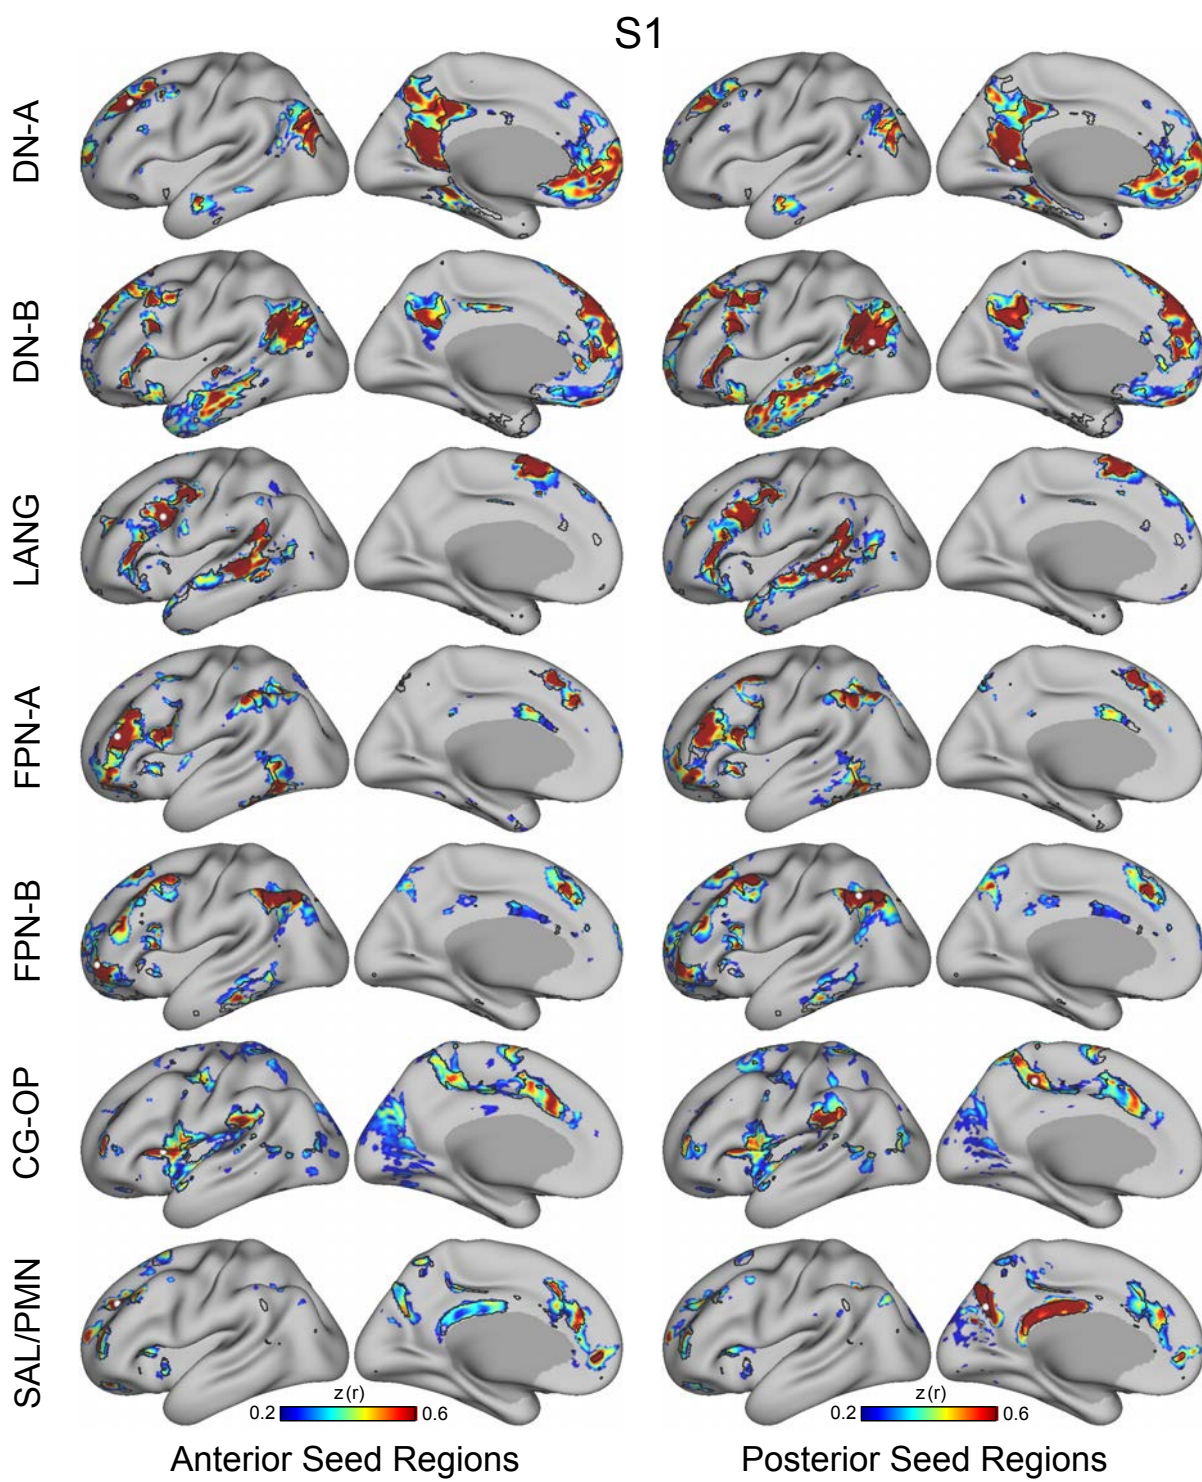 S1
DN-A
DN-B
LANG
FPN-A
FPN-B
CG-OP
SAL/PMN
z (r)
0.2 0.6
z (r)
0.2 0.6
Anterior Seed Regions
Posterior Seed Regions